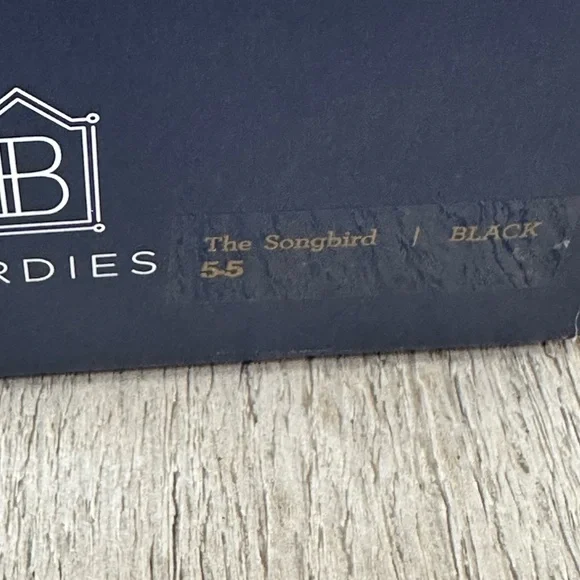 B
RDIES
The Songbird / BLACK
5.5